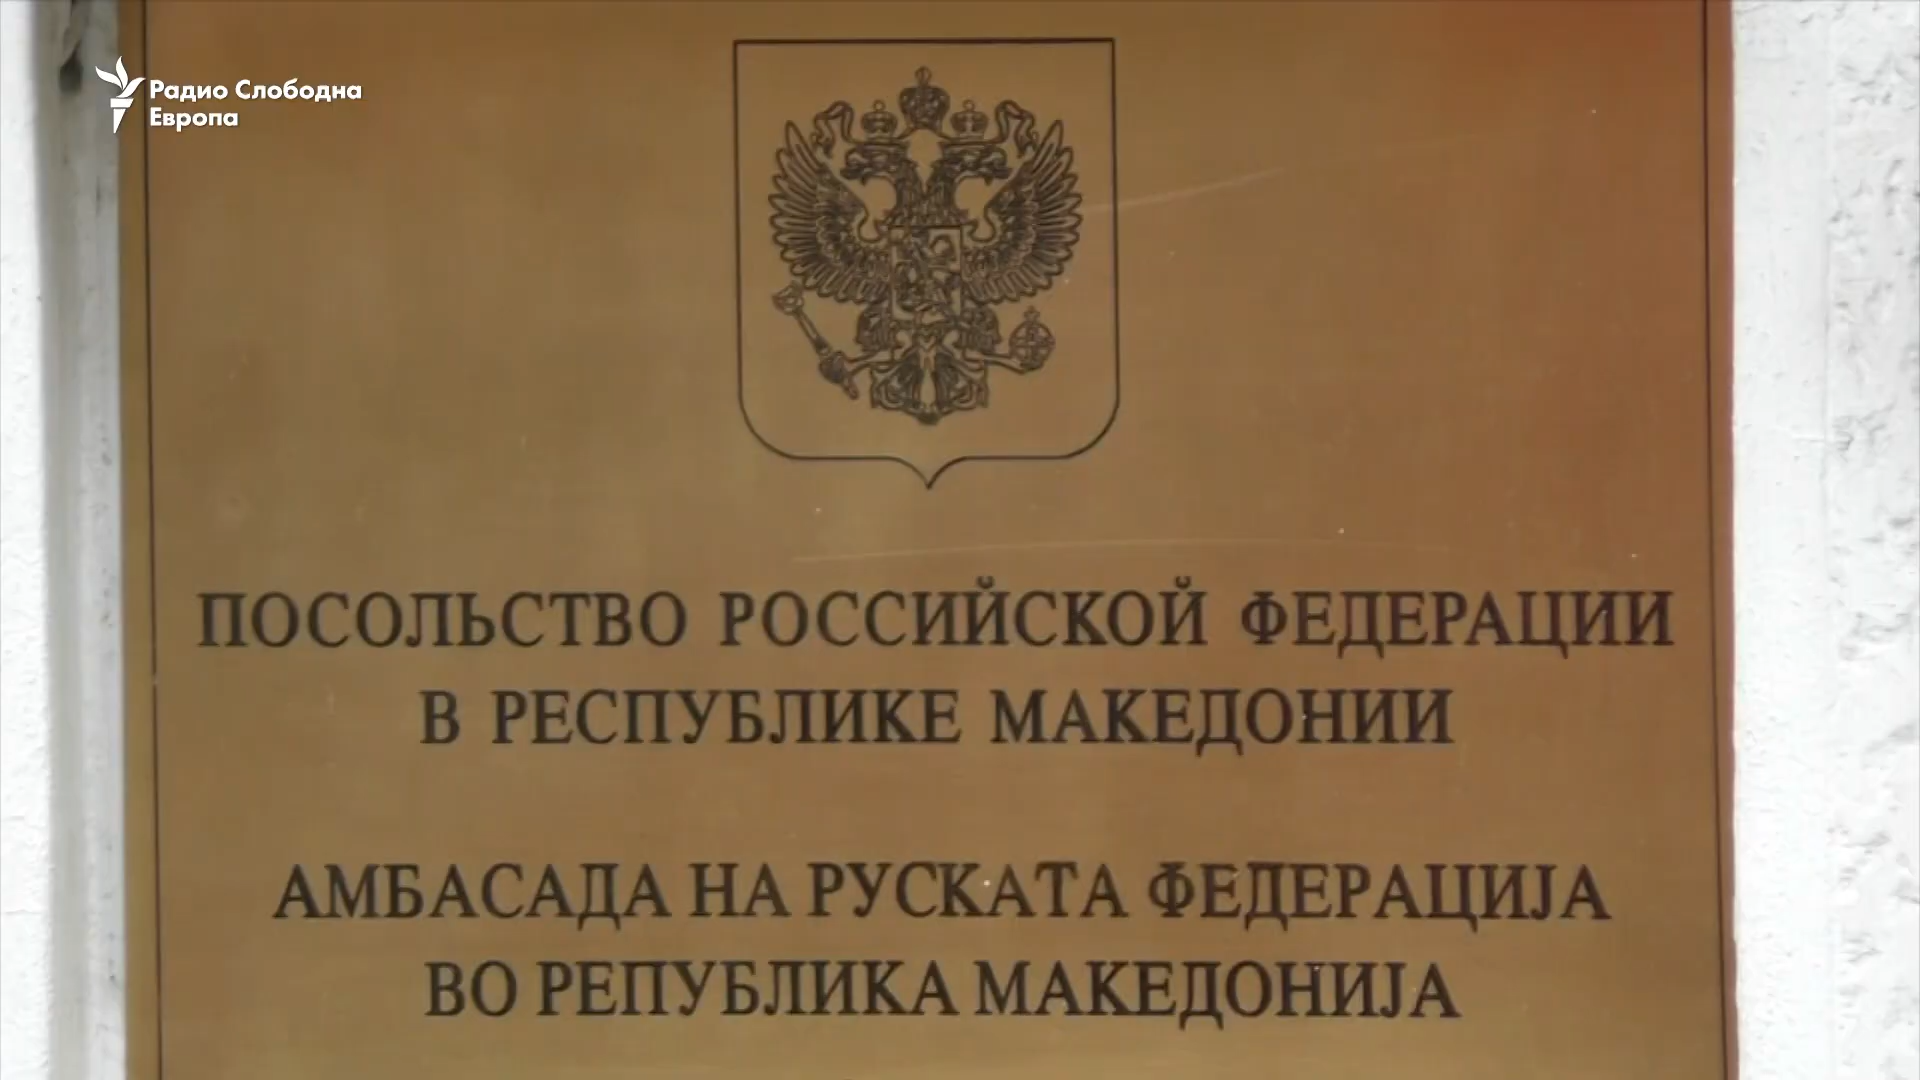 Радио Слободна
Европа
ПОСОЛЬСТВО РОССИЙСКОЙ ФЕДЕРАЦИИ
В РЕСПУБЛИКЕ МАКЕДОНИИ
АМБАСАДА НА РУСКАТА ФЕДЕРАЦИЈА
ВО РЕПУБЛИКА МАКЕДОНИЈА